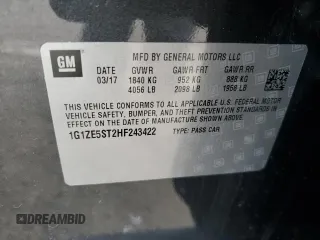 GM
MFD BY GENERAL MOTORS LLC
DATE GVWR GAWR FRT GAWR RR
03/17 1840 KG 952 KG 888 KG
4056 LB 2098 LB 1958 LB
THIS VEHICLE CONFORMS TO ALL APPLICABLE U.S. FEDERAL MOTOR
VEHICLE SAFETY, BUMPER, AND THEFT PREVENTION STANDARDS IN
EFFECT ON THE DATE OF MANUFACTURE SHOWN ABOVE.
1G1ZE5ST2HF243422 TYPE: PASS CAR
DREAMBID